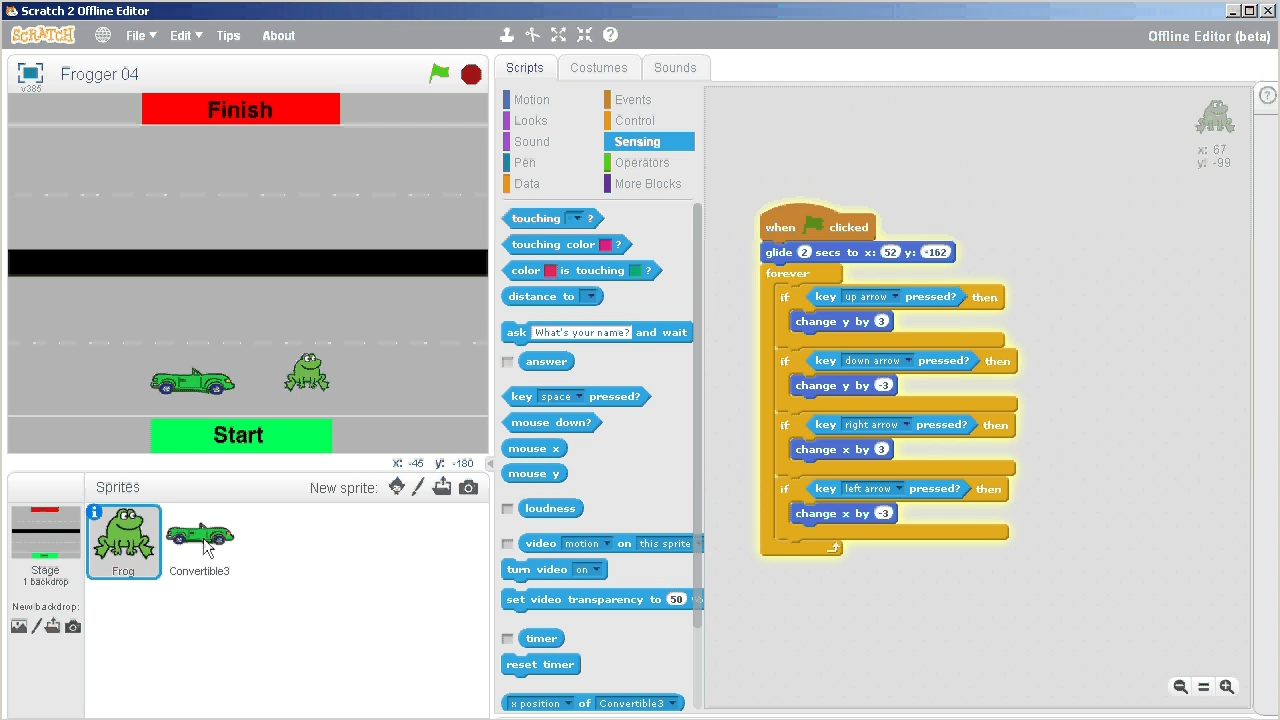 Scratch 2 Offline Editor
SCRATCH File Edit Tips About Offline Editor (beta)
Frogger 04
v385
Finish
Start
X: -45 y: -180
Scripts Costumes Sounds
Motion Events
Looks Control
Sound Sensing
Pen Operators
Data More Blocks
touching ?
touching color ?
color is touching ?
distance to
ask What's your name? and wait
answer
key space pressed?
mouse down?
mouse x
mouse y
loudness
video motion on this sprite
turn video on
set video transparency to 50 %
timer
reset timer
x position of Convertible3
x: 67
y: -99
when clicked
glide 2 secs to x: 52 y: -162
forever
if key up arrow pressed? then
change y by 3
if key down arrow pressed? then
change y by -3
if key right arrow pressed? then
change x by 3
if key left arrow pressed? then
change x by -3
Sprites New sprite:
Stage
1 backdrop
New backdrop:
Frog
Convertible3